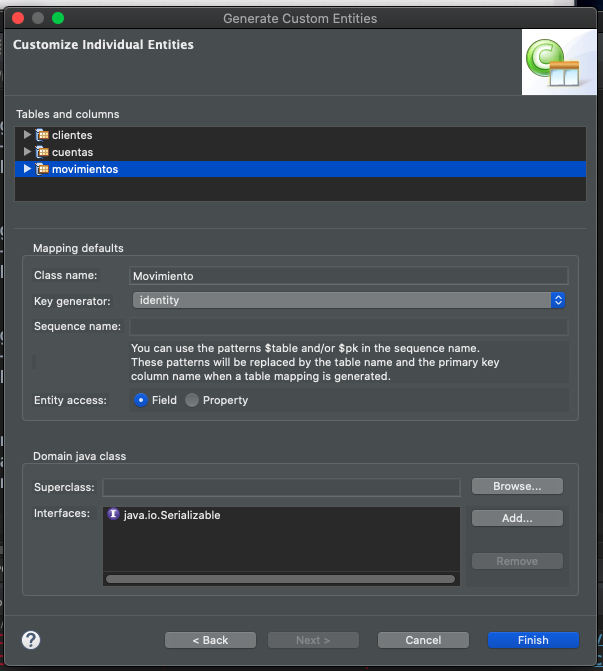 Generate Custom Entities
Customize Individual Entities
C
Tables and columns
clientes
cuentas
movimientos
Mapping defaults
Class name: Movimiento
Key generator: identity
Sequence name:
You can use the patterns $table and/or $pk in the sequence name.
These patterns will be replaced by the table name and the primary key
column name when a table mapping is generated.
Entity access: Field Property
Domain java class
Superclass: Browse...
Interfaces: I java.io.Serializable Add...
Remove
? < Back Next > Cancel Finish